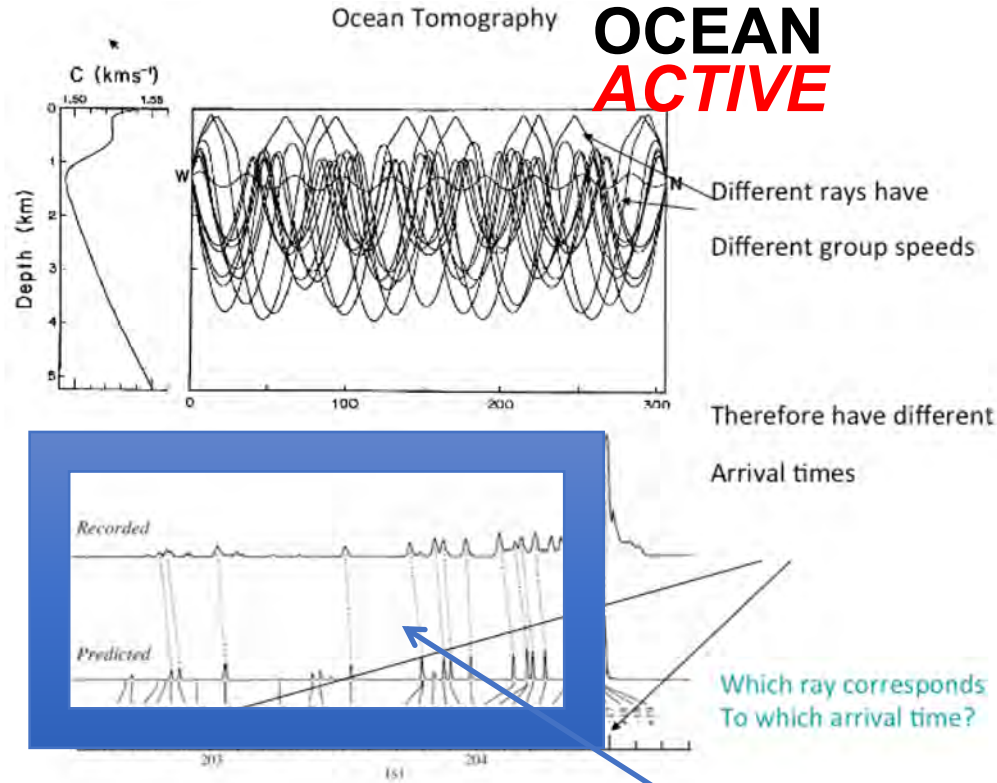 Ocean Tomography
OCEAN
ACTIVE
C (kms⁻¹)
1.50 1.55
0
1
2
3
4
5
Depth (km)
W
N
0 100 200 300
Different rays have
Different group speeds
Therefore have different
Arrival times
Recorded
Predicted
Which ray corresponds
To which arrival time?
203 204
(s)